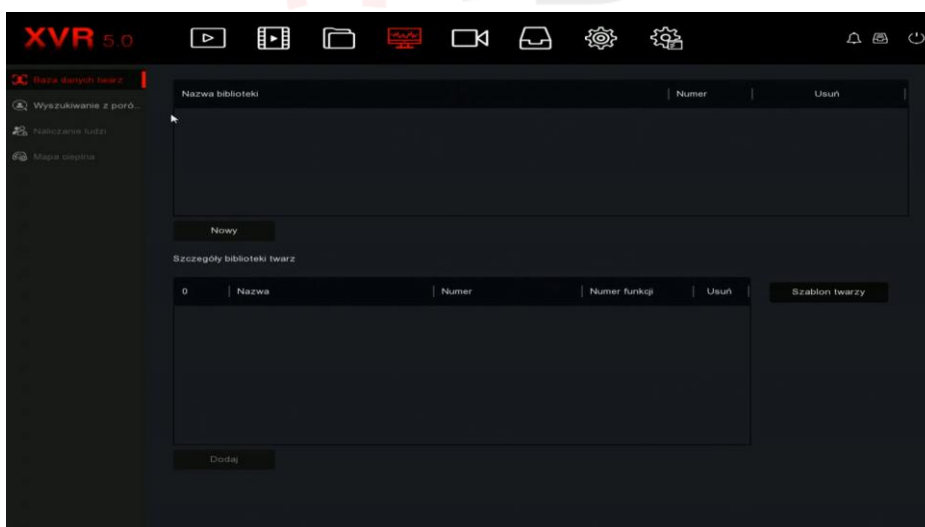 XVR 5.0
Baza danych twarz
Wyszukiwanie z poró...
Naliczanie ludzi
Mapa cieplna
Nazwa biblioteki Numer Usuń
Nowy
Szczegóły biblioteki twarz
0 Nazwa Numer Numer funkcji Usuń
Szablon twarzy
Dodaj